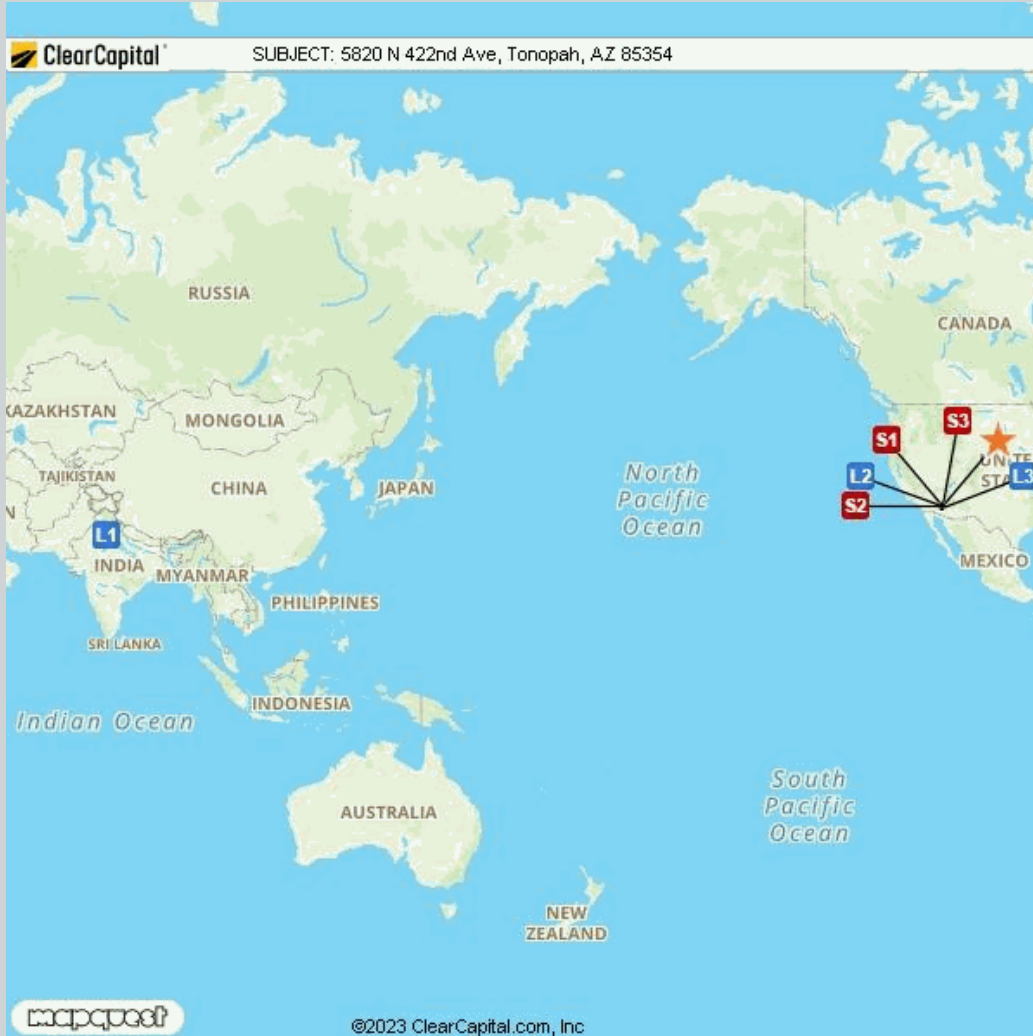 ClearCapital
SUBJECT: 5820 N 422nd Ave, Tonopah, AZ 85354
RUSSIA
CANADA
KAZAKHSTAN
MONGOLIA
S3
S1
UNITE
STA
L2
L3
TAJIKISTAN
CHINA
JAPAN
North
Pacific
Ocean
S2
N
L1
INDIA
MYANMAR
MEXICO
PHILIPPINES
SRI LANKA
INDONESIA
Indian Ocean
South
Pacific
Ocean
AUSTRALIA
NEW
ZEALAND
mapquest
©2023 ClearCapital.com, Inc